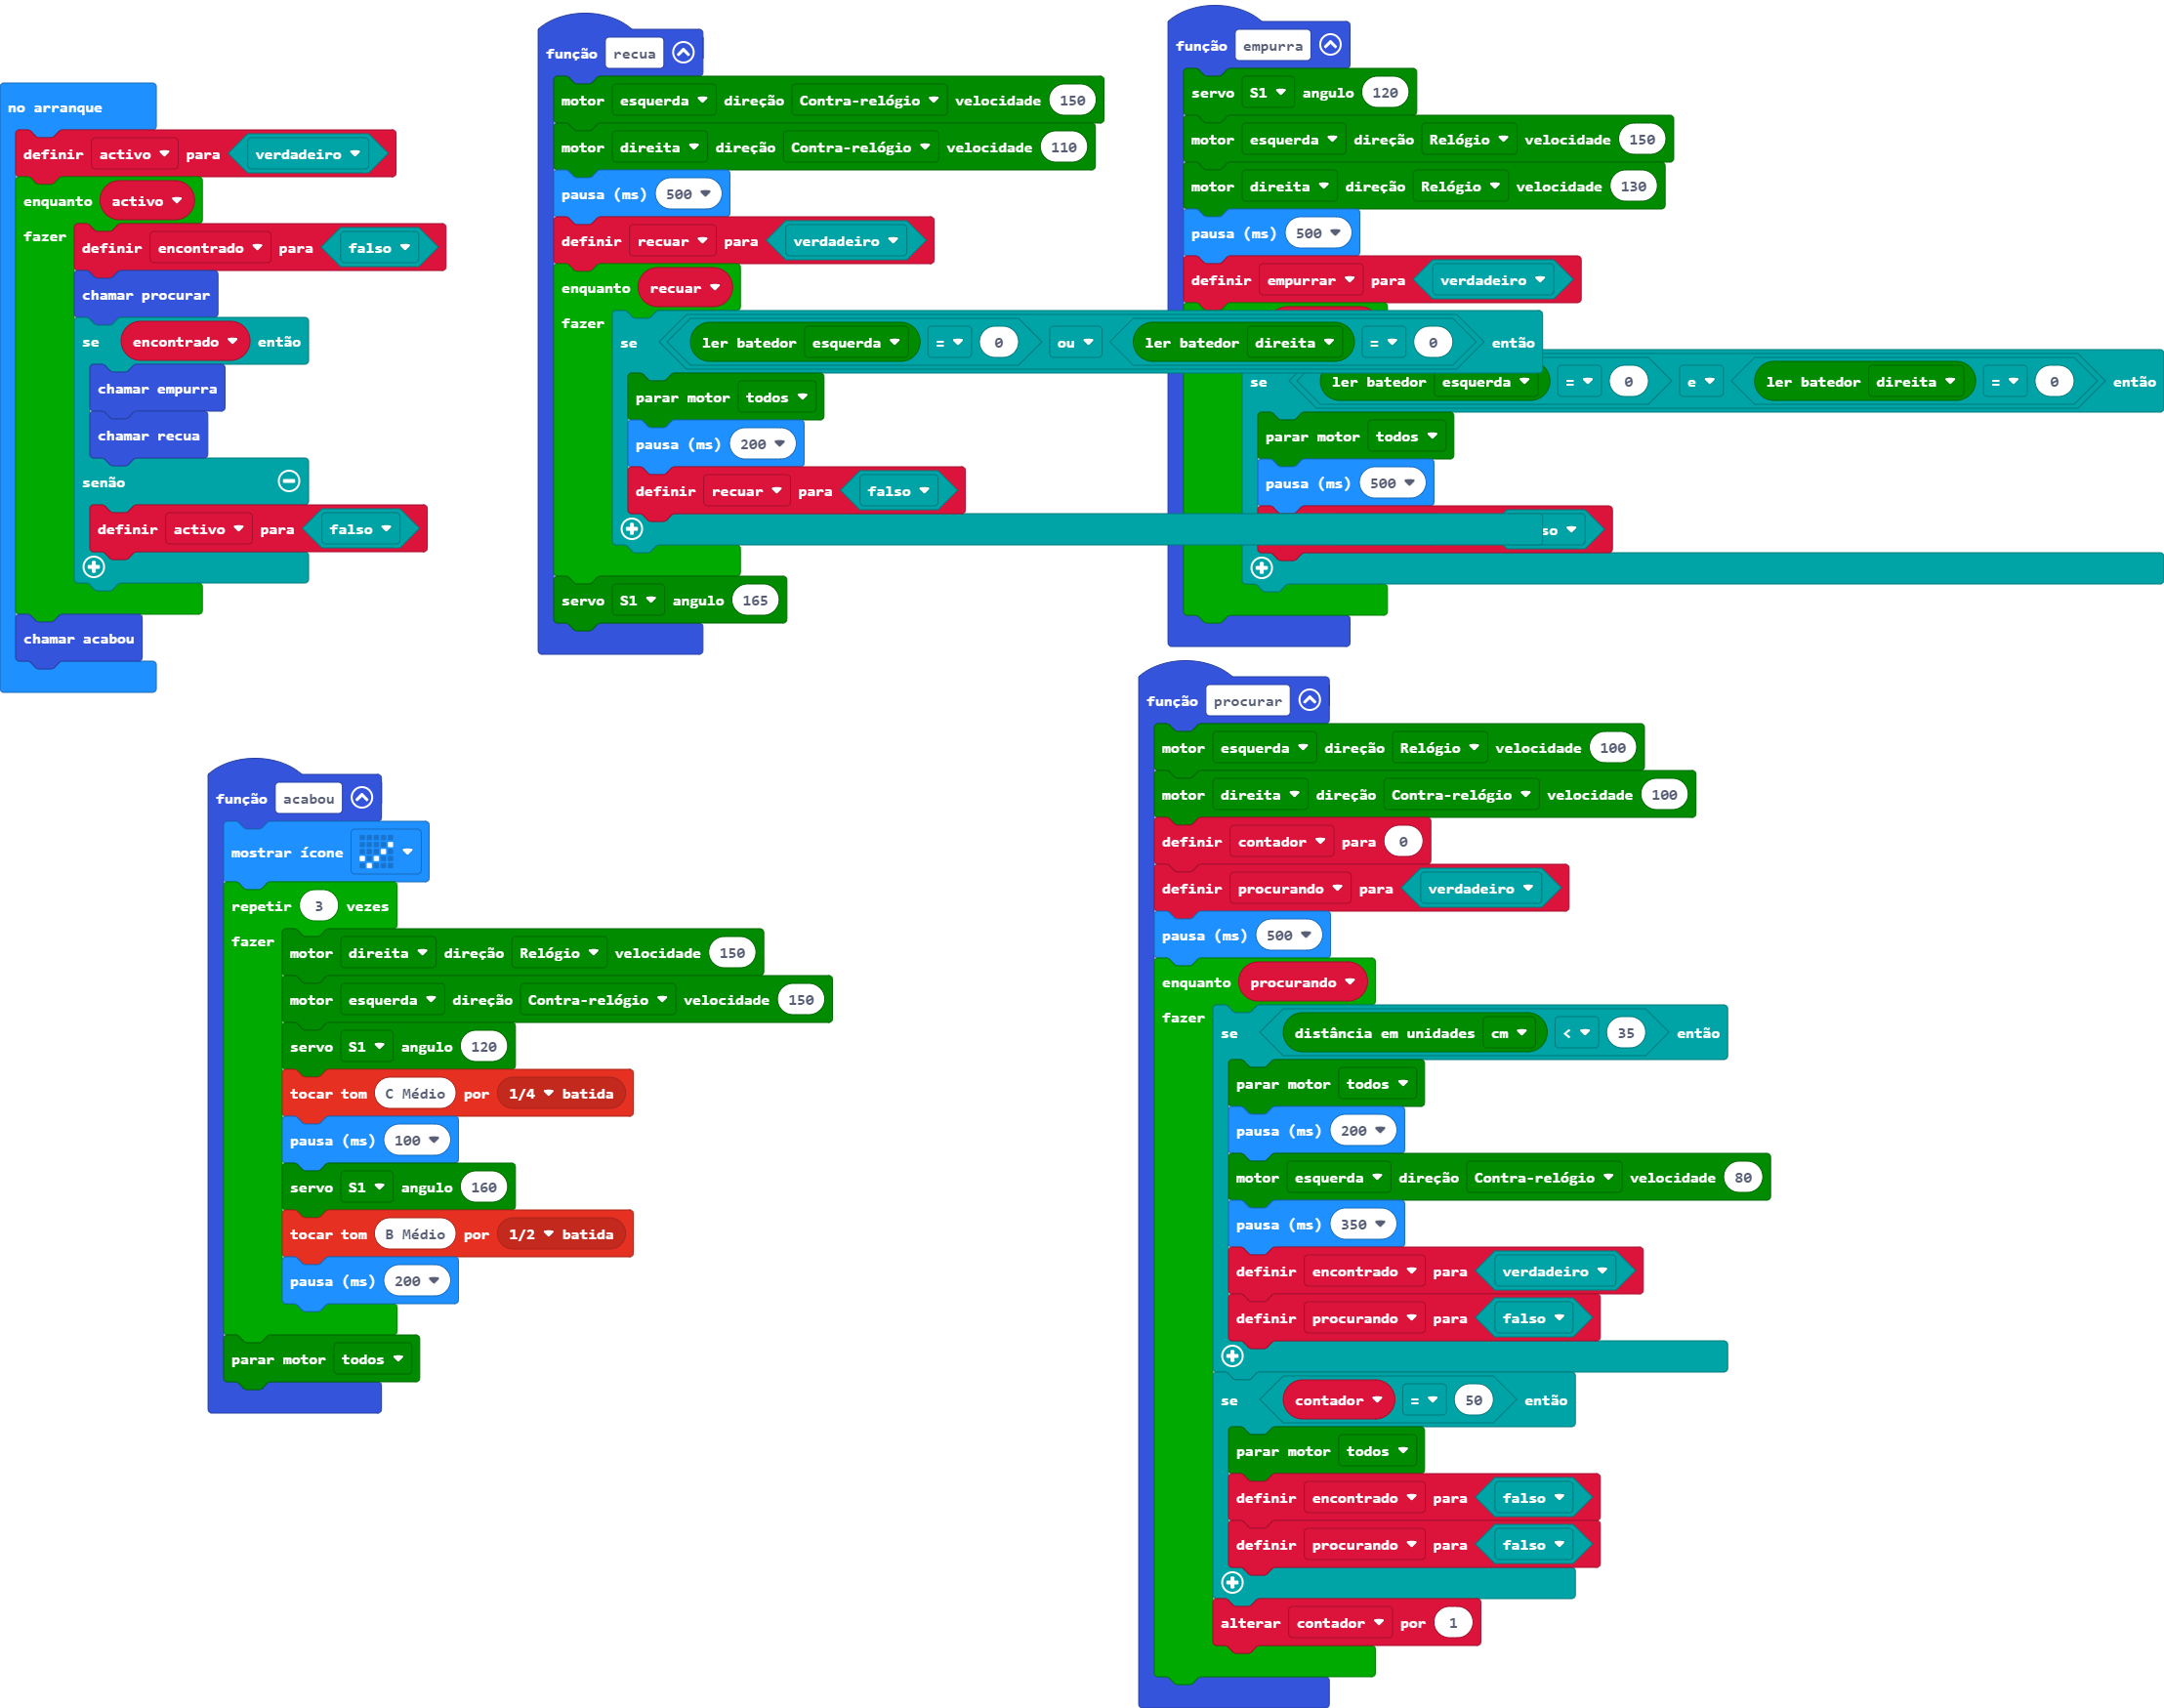 no arranque
definir activo para verdadeiro
enquanto activo
fazer
definir encontrado para falso
chamar procurar
se encontrado então
chamar empurra
chamar recua
senão
definir activo para falso
chamar acabou
função recua
motor esquerda direção Contra-relógio velocidade 150
motor direita direção Contra-relógio velocidade 110
pausa (ms) 500
definir recuar para verdadeiro
enquanto recuar
fazer
se ler batedor esquerda = 0 ou ler batedor direita = 0 então
parar motor todos
pausa (ms) 200
definir recuar para falso
servo S1 angulo 165
função empurra
servo S1 angulo 120
motor esquerda direção Relógio velocidade 150
motor direita direção Relógio velocidade 130
pausa (ms) 500
definir empurrar para verdadeiro
se ler batedor esquerda = 0 e ler batedor direita = 0 então
parar motor todos
pausa (ms) 500
so
função acabou
mostrar ícone
repetir 3 vezes
fazer
motor direita direção Relógio velocidade 150
motor esquerda direção Contra-relógio velocidade 150
servo S1 angulo 120
tocar tom C Médio por 1/4 batida
pausa (ms) 100
servo S1 angulo 160
tocar tom B Médio por 1/2 batida
pausa (ms) 200
parar motor todos
função procurar
motor esquerda direção Relógio velocidade 100
motor direita direção Contra-relógio velocidade 100
definir contador para 0
definir procurando para verdadeiro
pausa (ms) 500
enquanto procurando
fazer
se distância em unidades cm < 35 então
parar motor todos
pausa (ms) 200
motor esquerda direção Contra-relógio velocidade 80
pausa (ms) 350
definir encontrado para verdadeiro
definir procurando para falso
se contador = 50 então
parar motor todos
definir encontrado para falso
definir procurando para falso
alterar contador por 1